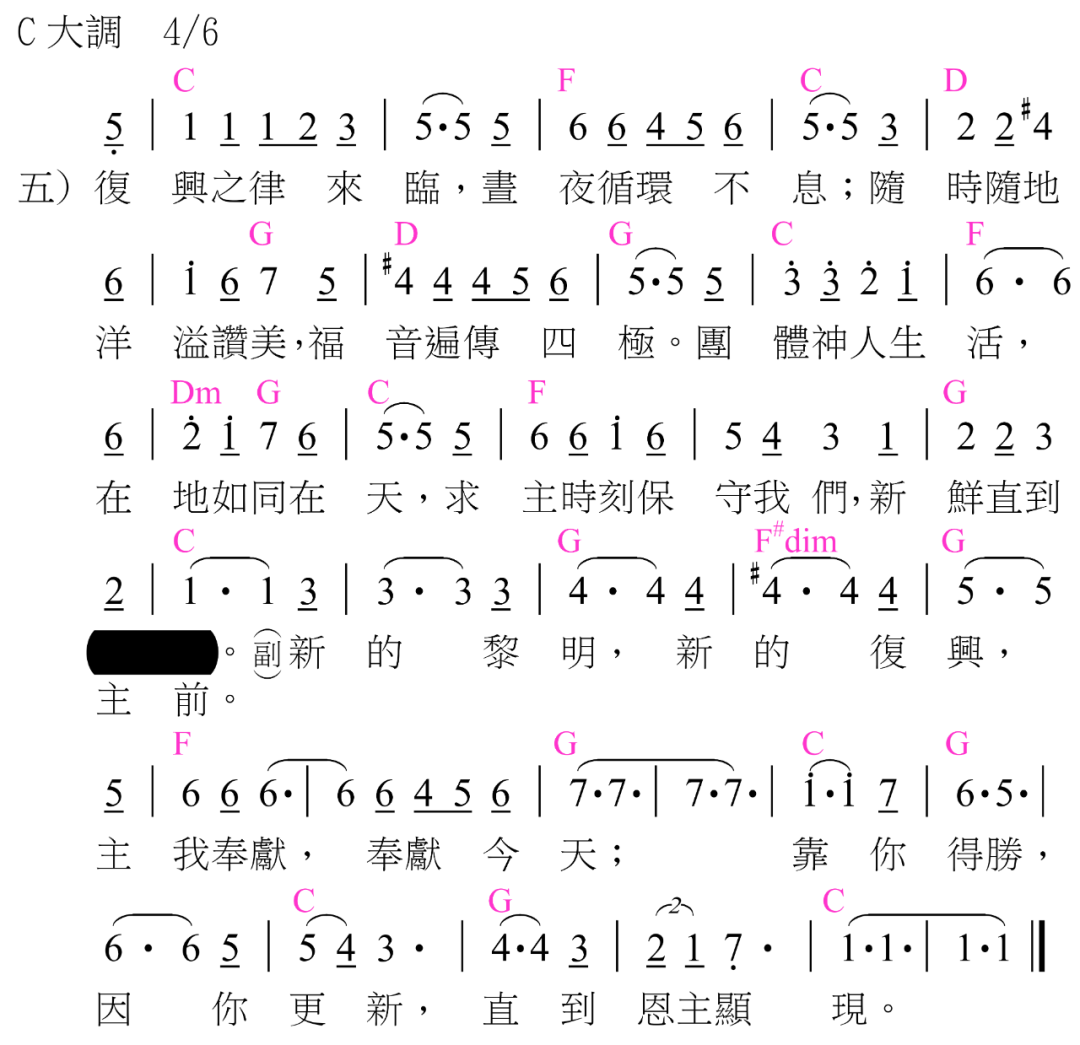 C 大調 4/6
C F C D
5̣ | 1 1 1 2 3 | 5·5 5 | 6 6 4 5 6 | 5·5 3 | 2 2 #4
五）復 興之律 來 臨，晝 夜循環 不 息；隨 時隨地
G D G C F
6 | i 6 7 5 | #4 4 4 5 6 | 5·5 5 | 3̇ 3̇ 2̇ i | 6 · 6
洋 溢讚美，福 音遍傳 四 極。團 體神人生 活，
Dm G C F G
6 | 2̇ i 7 6 | 5·5 5 | 6 6 i 6 | 5 4 3 1 | 2 2 3
在 地如同在 天，求 主時刻保 守我 們，新 鮮直到
C G F#dim G
2 | 1 · 1 3 | 3 · 3 3 | 4 · 4 4 | #4 · 4 4 | 5 · 5
。(副)新 的 黎 明，新 的 復 興，
主 前。
F G C G
5 | 6 6 6· | 6 6 4 5 6 | 7·7· | 7·7· | i·i 7 | 6·5· |
主 我奉獻，奉獻 今 天； 靠 你 得勝，
C G 2 C
6 · 6 5 | 5 4 3 · | 4·4 3 | 2 1 7̣ · | 1·1· | 1·1 ‖
因 你 更 新，直 到 恩主顯 現。